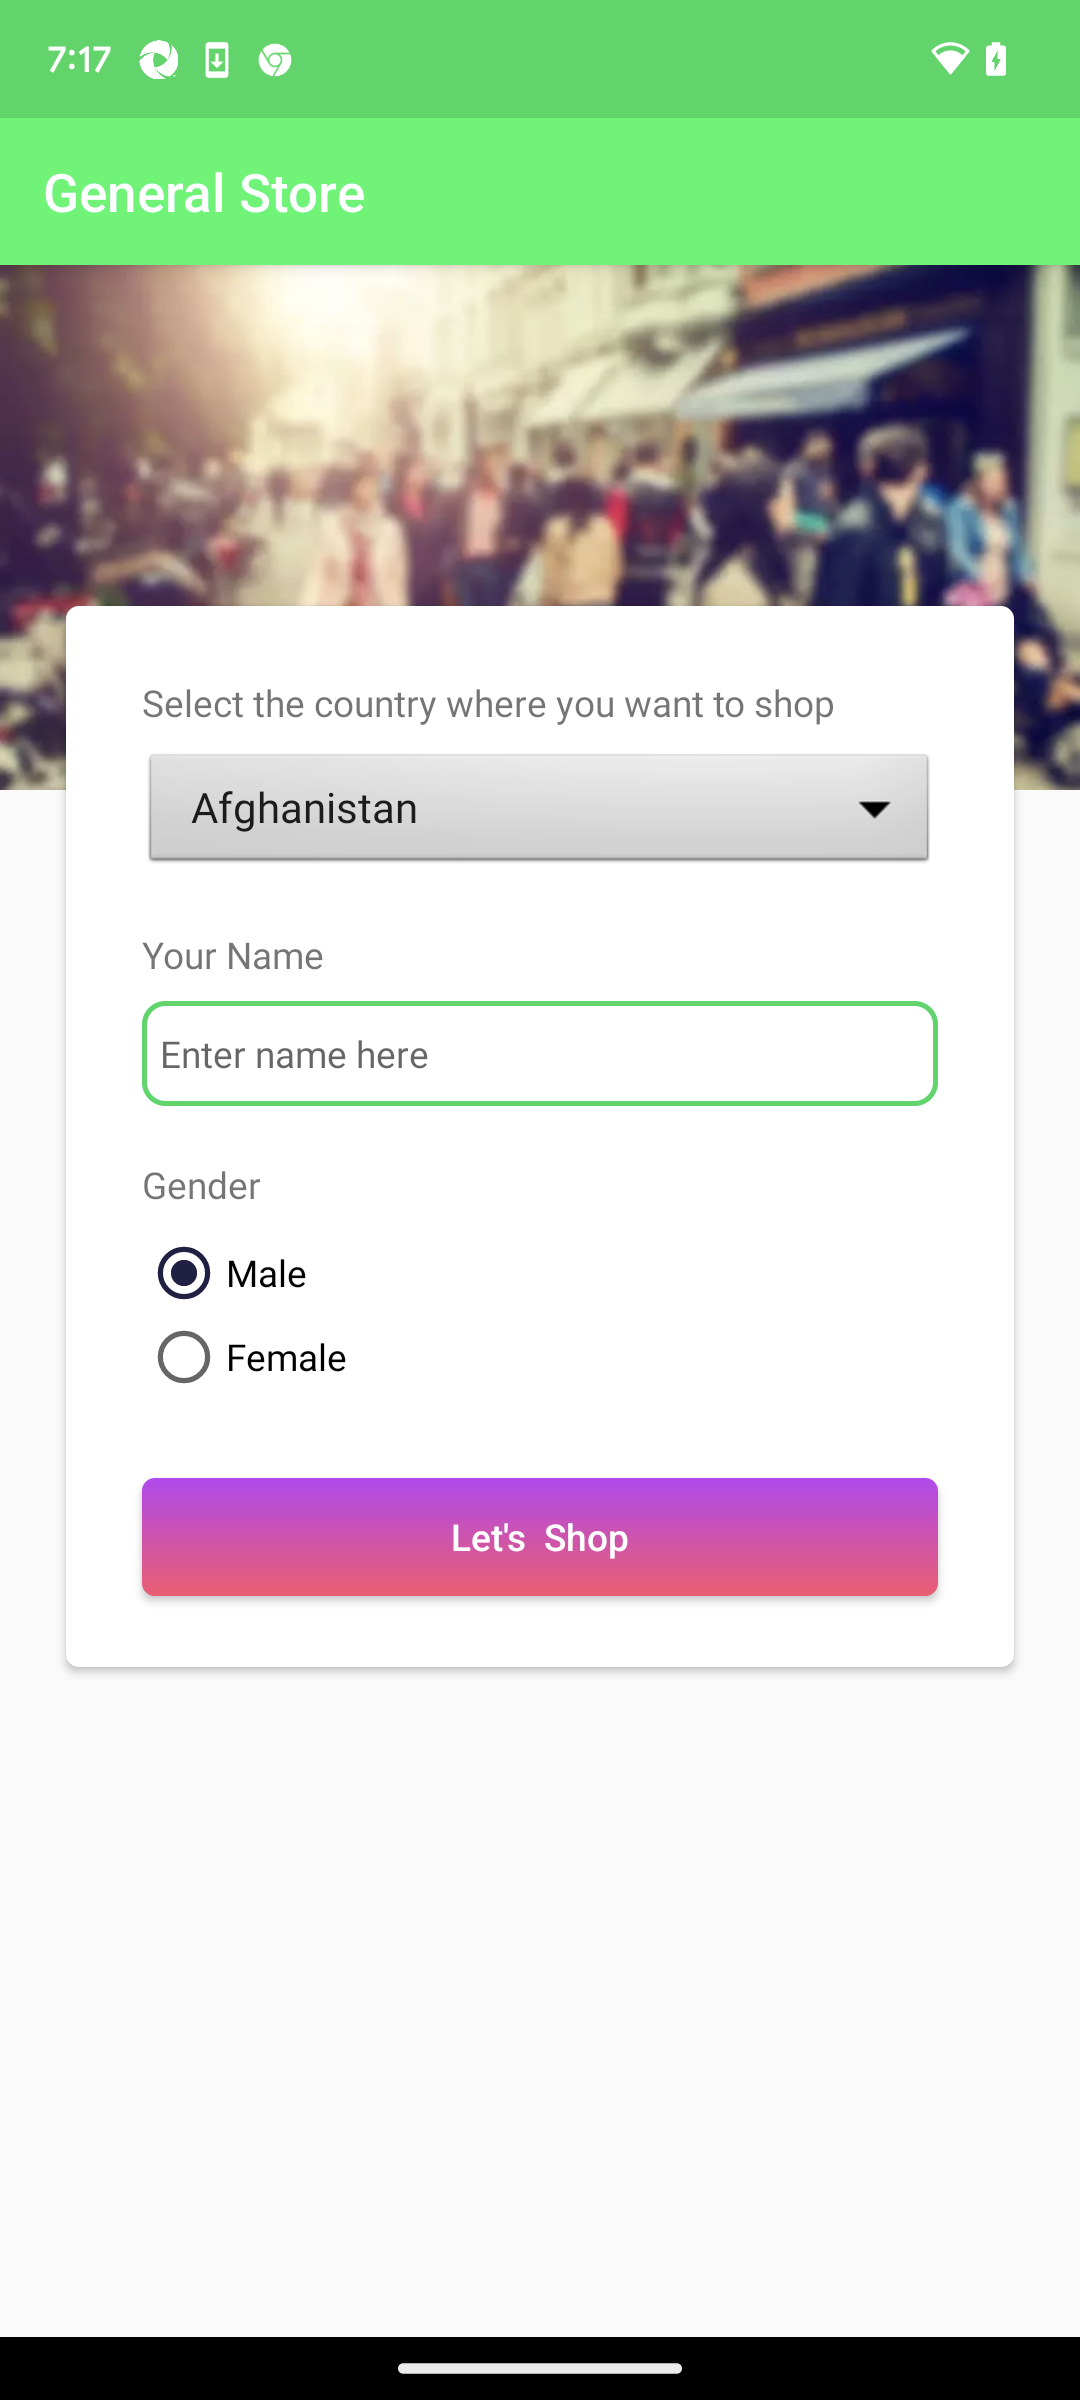 7:17
General Store
Select the country where you want to shop
Afghanistan
Your Name
Enter name here
Gender
Male
Female
Let's Shop